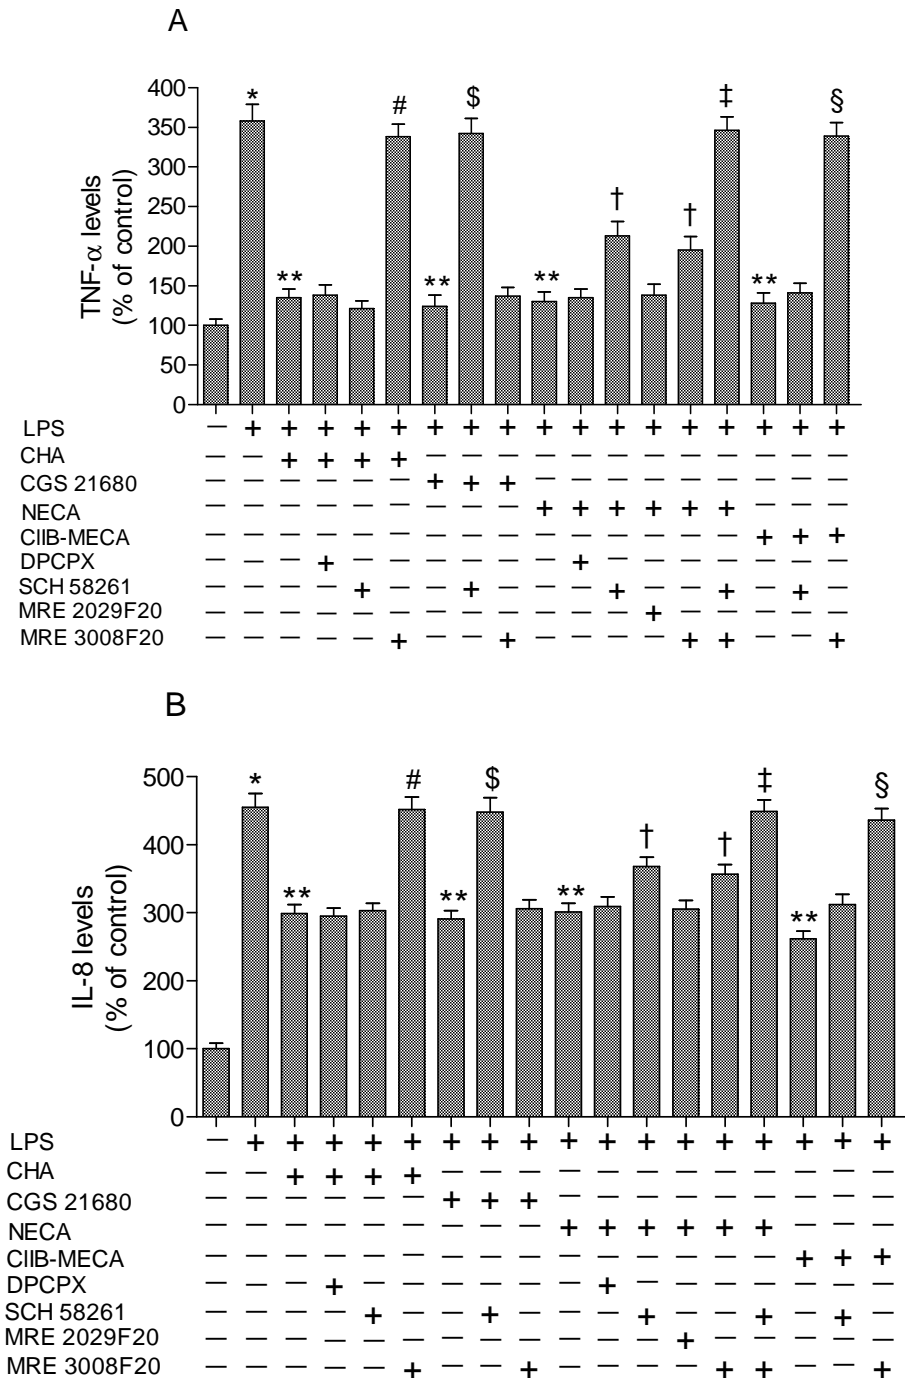 A
TNF-α levels
(% of control)
400
350
300
250
200
150
100
50
0
* ** # ** $ ** † † ‡ ** §
LPS — + + + + + + + + + + + + + + + + +
CHA — — + + + + — — — — — — — — — — — —
CGS 21680 — — — — — — + + + — — — — — — — — —
NECA — — — — — — — — — + + + + + + — — —
CIIB-MECA — — — — — — — — — — — — — — — + + +
DPCPX — — — + — — — — — — + — — — — — — —
SCH 58261 — — — — + — — + — — — + — — + — + —
MRE 2029F20 — — — — — — — — — — — — + — — — — —
MRE 3008F20 — — — — — + — — + — — — — + + — — +
B
IL-8 levels
(% of control)
500
400
300
200
100
0
* ** # ** $ ** † † ‡ ** §
LPS — + + + + + + + + + + + + + + + + +
CHA — — + + + + — — — — — — — — — — — —
CGS 21680 — — — — — — + + + — — — — — — — — —
NECA — — — — — — — — — + + + + + + — — —
CIIB-MECA — — — — — — — — — — — — — — — + + +
DPCPX — — — + — — — — — — + — — — — — — —
SCH 58261 — — — — + — — + — — — + — — + — + —
MRE 2029F20 — — — — — — — — — — — — + — — — — —
MRE 3008F20 — — — — — + — — + — — — — + + — — +